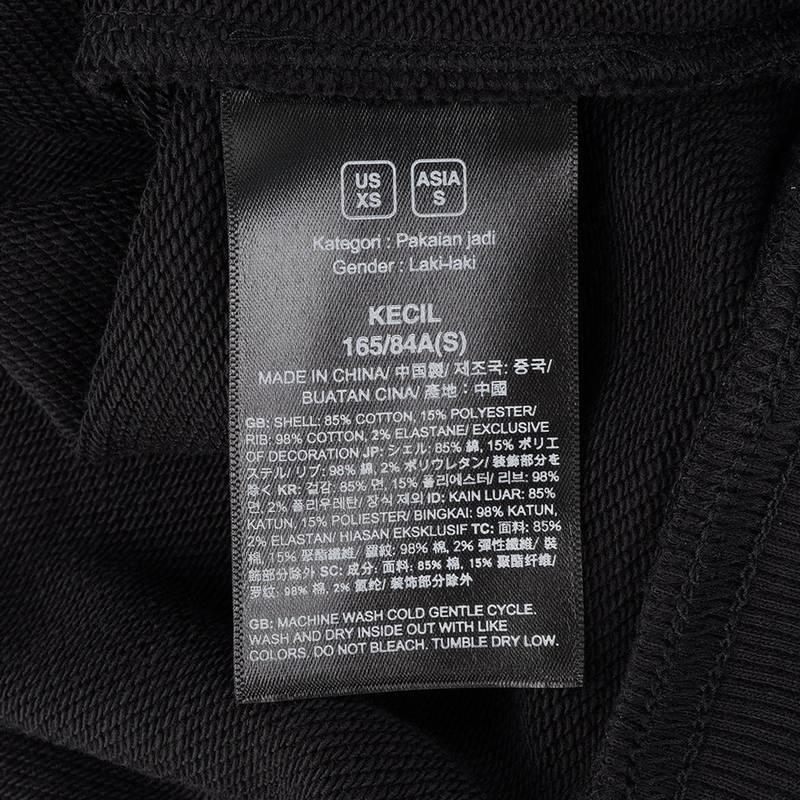 US ASIA
XS S
Kategori : Pakaian jadi
Gender : Laki-laki
KECIL
165/84A(S)
MADE IN CHINA/ 中国製/ 제조국: 중국/
BUATAN CINA/ 產地 : 中國
GB: SHELL: 85% COTTON, 15% POLYESTER/
RIB: 98% COTTON, 2% ELASTANE/ EXCLUSIVE
OF DECORATION JP: シェル: 85% 綿, 15% ポリエ
ステル/ リブ: 98% 綿, 2% ポリウレタン/ 装飾部分を
除く KR: 겉감: 85% 면, 15% 폴리에스터/ 리브: 98%
면, 2% 폴리우레탄/ 장식 제외 ID: KAIN LUAR: 85%
KATUN, 15% POLIESTER/ BINGKAI: 98% KATUN,
2% ELASTAN/ HIASAN EKSKLUSIF TC: 面料: 85%
棉, 15% 聚酯纖維/ 羅紋: 98% 棉, 2% 彈性纖維/ 裝
飾部分除外 SC: 成分: 面料: 85% 棉, 15% 聚酯纤维/
罗纹: 98% 棉, 2% 氨纶/ 装饰部分除外
GB: MACHINE WASH COLD GENTLE CYCLE.
WASH AND DRY INSIDE OUT WITH LIKE
COLORS. DO NOT BLEACH. TUMBLE DRY LOW.